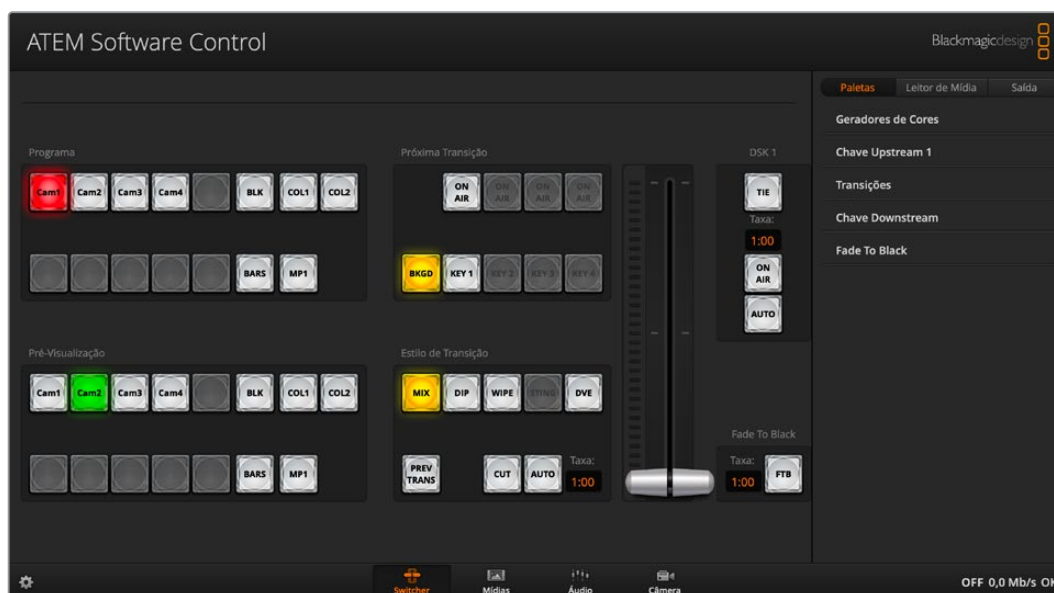 ATEM Software Control
Blackmagicdesign
Paletas Leitor de Mídia Saída
Geradores de Cores
Chave Upstream 1
Transições
Chave Downstream
Fade To Black
Programa
Cam1 Cam2 Cam3 Cam4 BLK COL1 COL2
BARS MP1
Próxima Transição
ON AIR ON AIR ON AIR ON AIR
BKGD KEY 1 KEY 2 KEY 3 KEY 4
DSK 1
TIE
Taxa:
1:00
ON AIR
AUTO
Pré-Visualização
Cam1 Cam2 Cam3 Cam4 BLK COL1 COL2
BARS MP1
Estilo de Transição
MIX DIP WIPE STING DVE
PREV TRANS CUT AUTO Taxa: 1:00
Fade To Black
Taxa:
1:00 FTB
Switcher Mídias Áudio Câmera
OFF 0,0 Mb/s OK